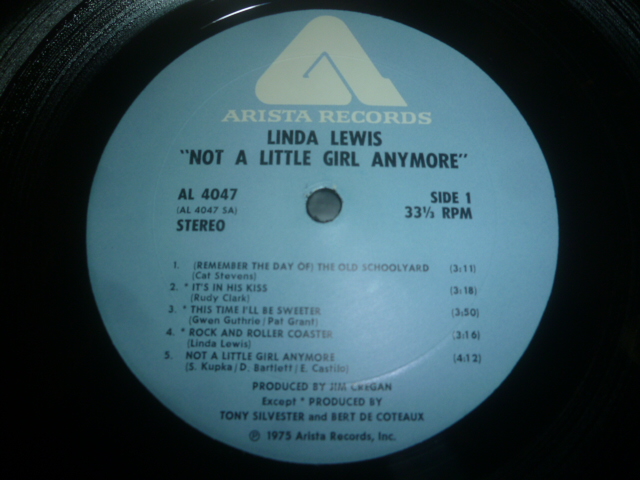 ARISTA RECORDS
LINDA LEWIS
"NOT A LITTLE GIRL ANYMORE"
AL 4047 SIDE 1
(AL 4047 SA) 33⅓ RPM
STEREO
1. (REMEMBER THE DAY OF) THE OLD SCHOOLYARD (3:11)
(Cat Stevens)
2. * IT'S IN HIS KISS (3:18)
(Rudy Clark)
3. * THIS TIME I'LL BE SWEETER (3:50)
(Gwen Guthrie/Pat Grant)
4. * ROCK AND ROLLER COASTER (3:16)
(Linda Lewis)
5. NOT A LITTLE GIRL ANYMORE (4:12)
(S. Kupka/D. Bartlett/E. Castilo)
PRODUCED BY JIM CREGAN
Except * PRODUCED BY
TONY SILVESTER and BERT DE COTEAUX
℗ 1975 Arista Records, Inc.